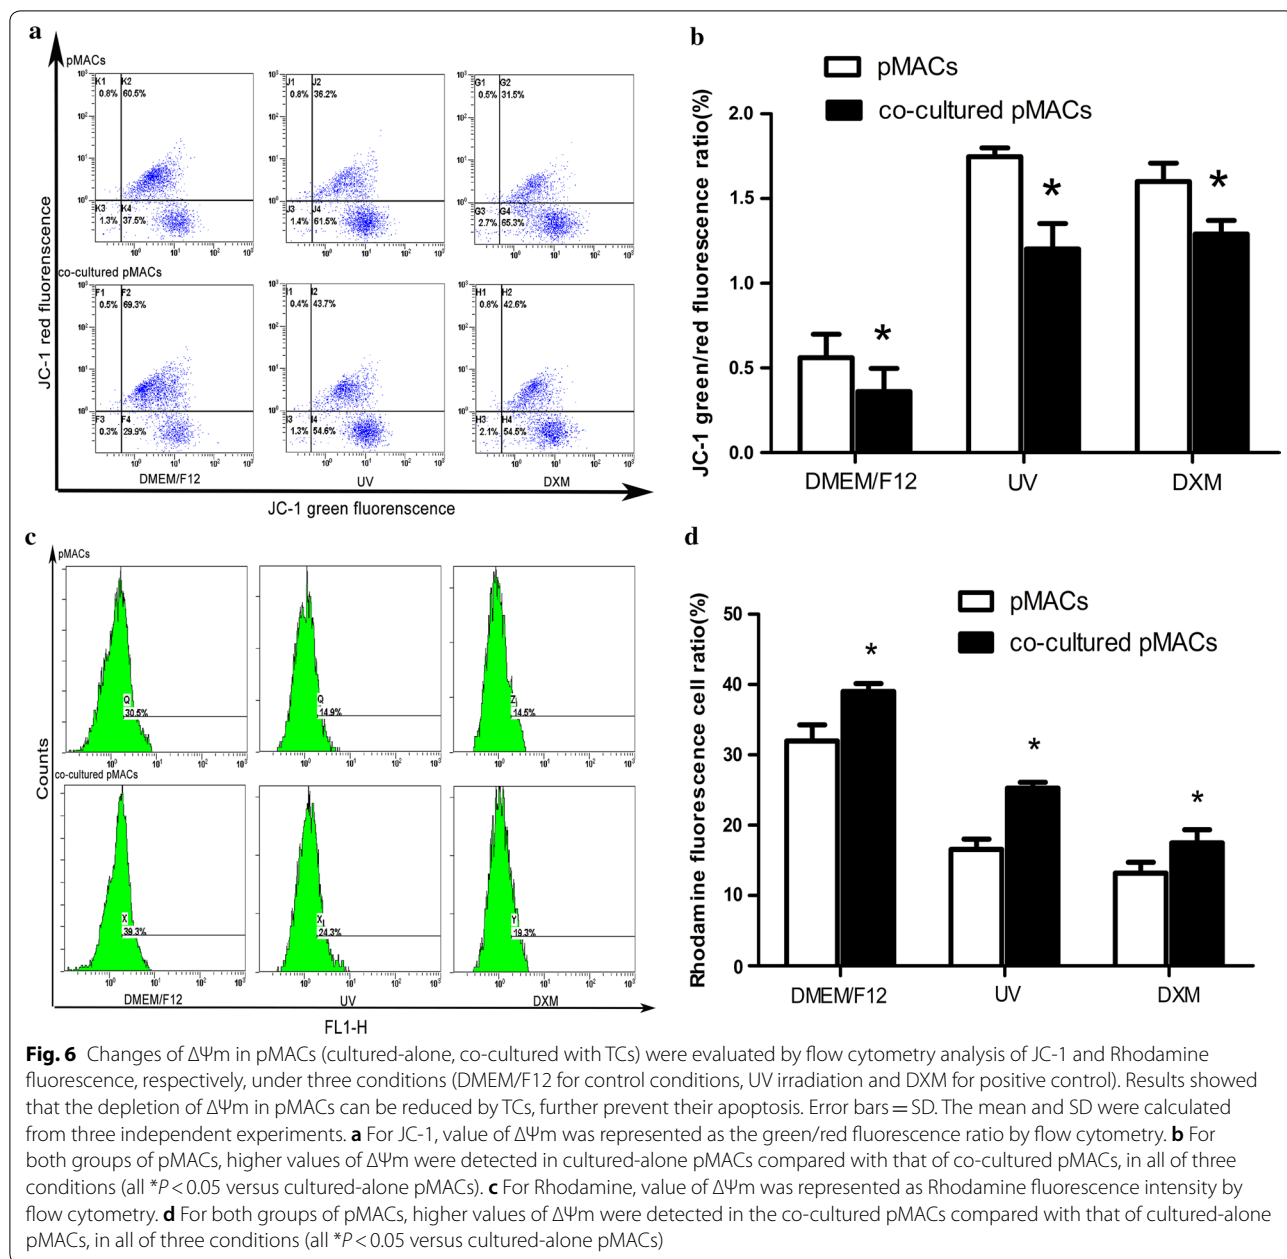 a
pMACs
K1 K2
0.8% 60.5%
K3 K4
1.3% 37.5%
J1 J2
0.8% 36.2%
J3 J4
1.4% 61.5%
G1 G2
0.5% 31.5%
G3 G4
2.7% 65.3%
co-cultured pMACs
F1 F2
0.5% 69.3%
F3 F4
0.3% 29.9%
I1 I2
0.4% 43.7%
I3 I4
1.3% 54.6%
H1 H2
0.8% 42.6%
H3 H4
2.1% 54.5%
JC-1 red fluorenscence
DMEM/F12 UV DXM
JC-1 green fluorenscence
b
pMACs
co-cultured pMACs
JC-1 green/red fluorescence ratio(%)
2.0
1.5
1.0
0.5
0.0
* * *
DMEM/F12 UV DXM
c
pMACs
Q
30.5%
Q
14.9%
Z
14.5%
co-cultured pMACs
X
39.3%
X
24.3%
Y
19.3%
Counts
10⁰ 10¹ 10² 10³
DMEM/F12 UV DXM
FL1-H
d
pMACs
co-cultured pMACs
Rhodamine fluorescence cell ratio(%)
50
40
30
20
10
0
* * *
DMEM/F12 UV DXM
Fig. 6 Changes of ΔΨm in pMACs (cultured-alone, co-cultured with TCs) were evaluated by flow cytometry analysis of JC-1 and Rhodamine
fluorescence, respectively, under three conditions (DMEM/F12 for control conditions, UV irradiation and DXM for positive control). Results showed
that the depletion of ΔΨm in pMACs can be reduced by TCs, further prevent their apoptosis. Error bars = SD. The mean and SD were calculated
from three independent experiments. a For JC-1, value of ΔΨm was represented as the green/red fluorescence ratio by flow cytometry. b For
both groups of pMACs, higher values of ΔΨm were detected in cultured-alone pMACs compared with that of co-cultured pMACs, in all of three
conditions (all *P < 0.05 versus cultured-alone pMACs). c For Rhodamine, value of ΔΨm was represented as Rhodamine fluorescence intensity by
flow cytometry. d For both groups of pMACs, higher values of ΔΨm were detected in the co-cultured pMACs compared with that of cultured-alone
pMACs, in all of three conditions (all *P < 0.05 versus cultured-alone pMACs)